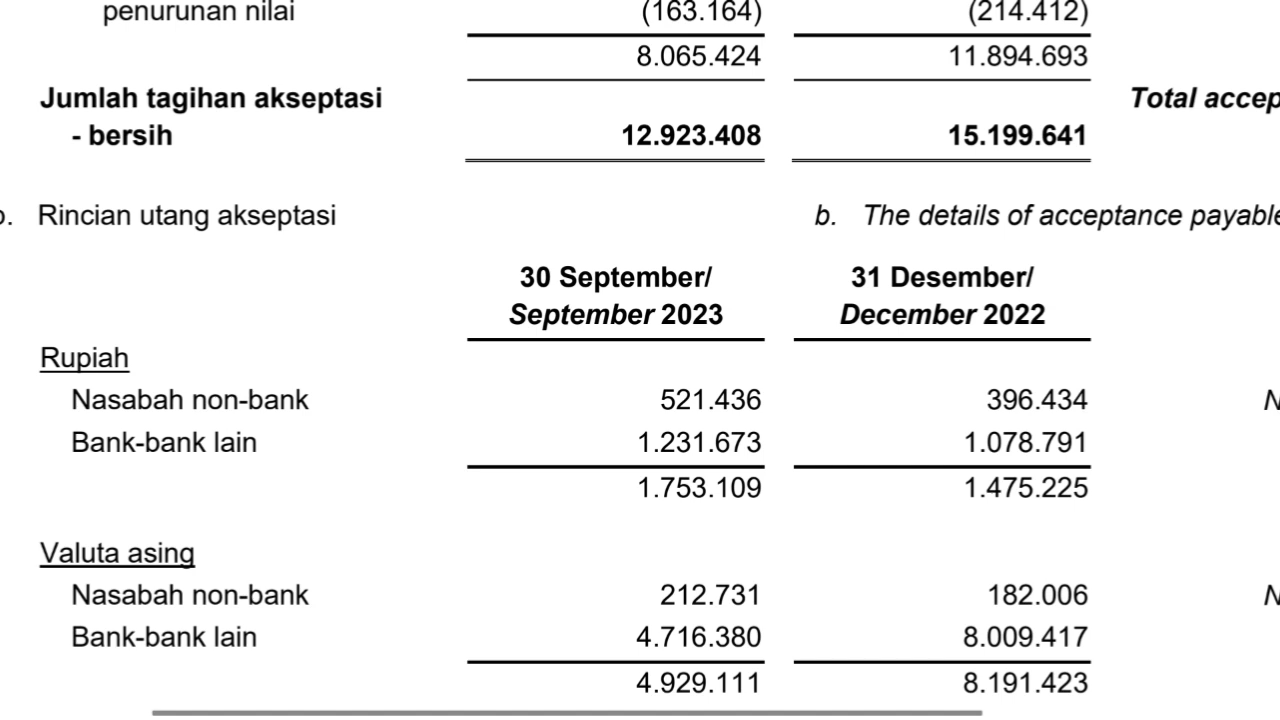 penurunan nilai (163.164) (214.412)
8.065.424 11.894.693
Jumlah tagihan akseptasi Total accep
- bersih 12.923.408 15.199.641
b. Rincian utang akseptasi b. The details of acceptance payable
30 September/ 31 Desember/
September 2023 December 2022
Rupiah
Nasabah non-bank 521.436 396.434 N
Bank-bank lain 1.231.673 1.078.791
1.753.109 1.475.225
Valuta asing
Nasabah non-bank 212.731 182.006 N
Bank-bank lain 4.716.380 8.009.417
4.929.111 8.191.423